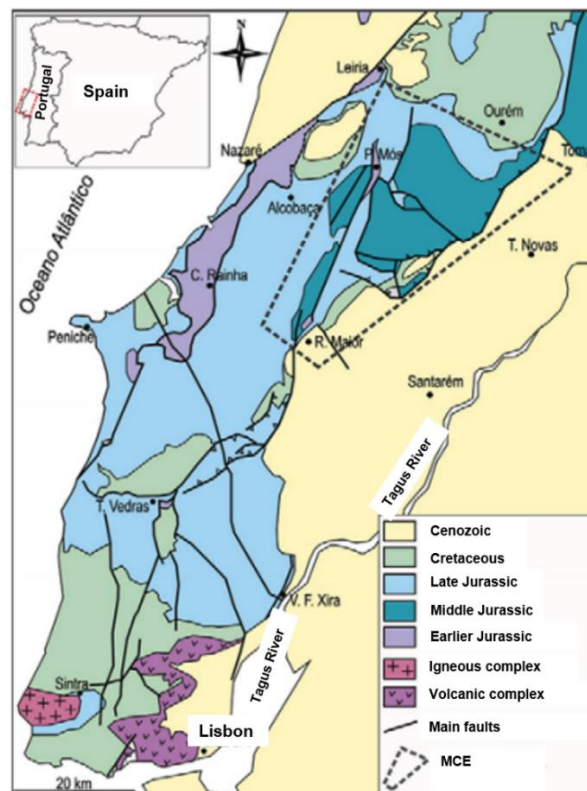 Portugal
Spain
N
Leiria
Ourém
Nazaré
P. Mós
Tom
Alcobaça
Oceano Atlântico
C. Rainha
T. Novas
Peniche
R. Maior
Santarém
Tagus River
T. Vedras
V. F. Xira
Tagus River
Sintra
Lisbon
20 km
Cenozoic
Cretaceous
Late Jurassic
Middle Jurassic
Earlier Jurassic
Igneous complex
Volcanic complex
Main faults
MCE